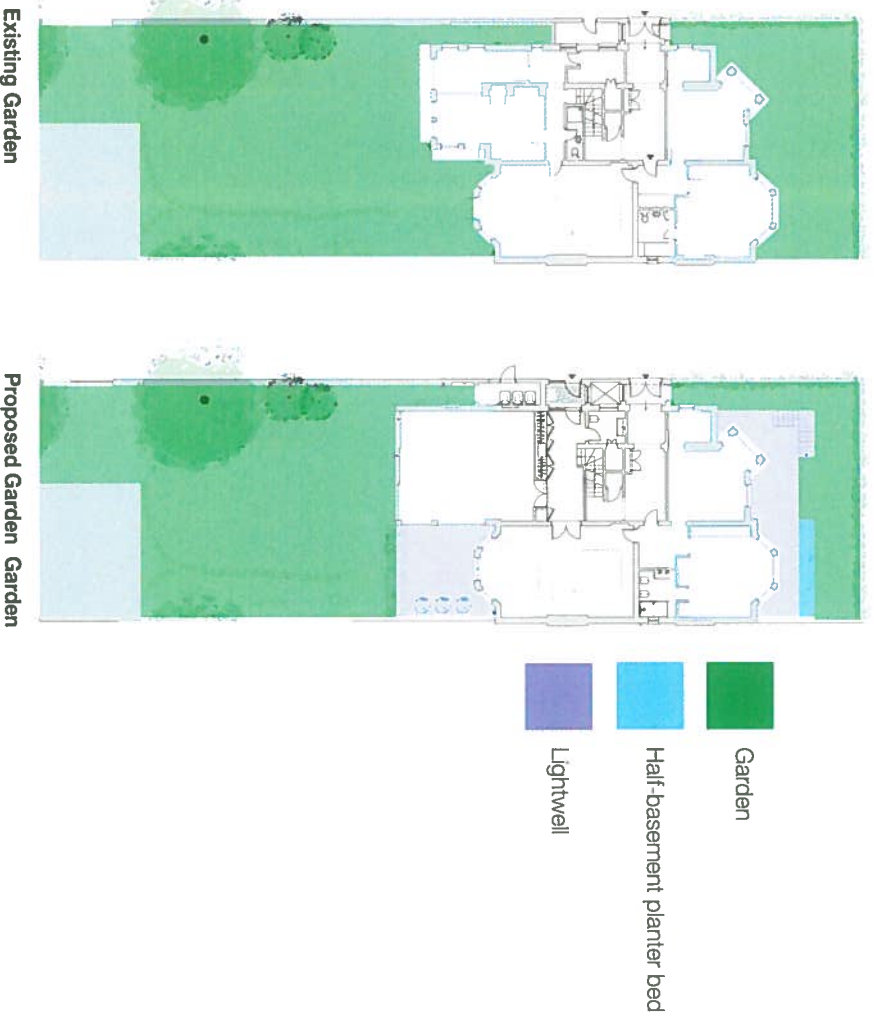 Existing Garden
Proposed Garden Garden
Garden
Half-basement planter bed
Lightwell